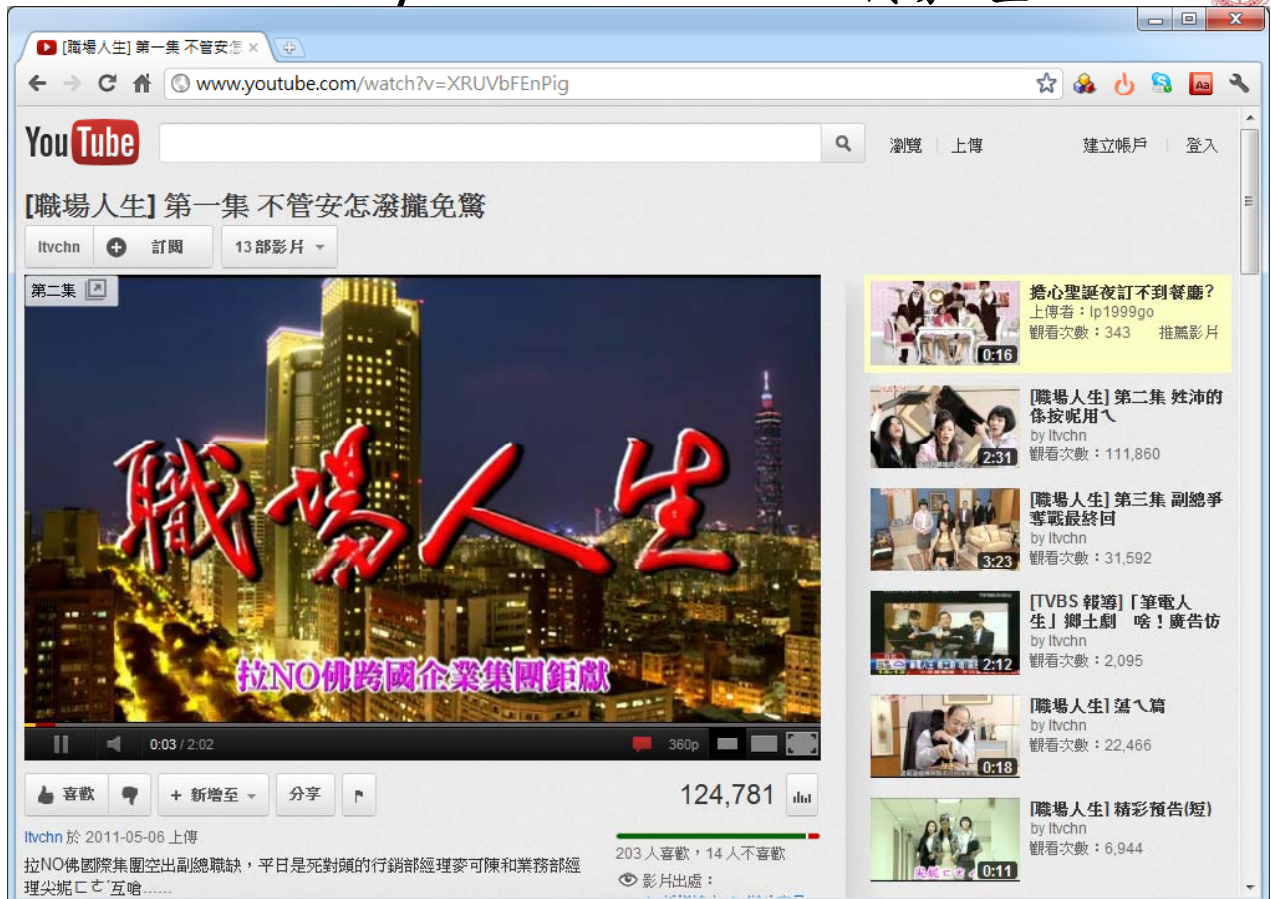 [職場人生] 第一集 不管安怎
www.youtube.com/watch?v=XRUVbFEnPig
Aa
YouTube
瀏覽 | 上傳
建立帳戶 | 登入
[職場人生] 第一集 不管安怎潑攏免驚
ltvchn
訂閱
13 部影片
第二集
職場人生
拉NO佛跨國企業集團鉅獻
0:03 / 2:02
360p
喜歡
+ 新增至
分享
124,781
ltvchn 於 2011-05-06 上傳
拉NO佛國際集團空出副總職缺，平日是死對頭的行銷部經理麥可陳和業務部經
理尖妮ㄈㄜˊ互嗆......
203 人喜歡，14 人不喜歡
影片出處：
擔心聖誕夜訂不到餐廳?
上傳者：lp1999go
觀看次數：343 推薦影片
0:16
[職場人生] 第二集 姓沛的
係按呢用ㄟ
by ltvchn
觀看次數：111,860
2:31
[職場人生] 第三集 副總爭
奪戰最終回
by ltvchn
觀看次數：31,592
3:23
[TVBS 報導]「筆電人
生」鄉土劇 啥！廣告仿
by ltvchn
觀看次數：2,095
2:12
[職場人生] 蕩ㄟ篇
by ltvchn
觀看次數：22,466
0:18
[職場人生] 精彩預告(短)
by ltvchn
觀看次數：6,944
0:11